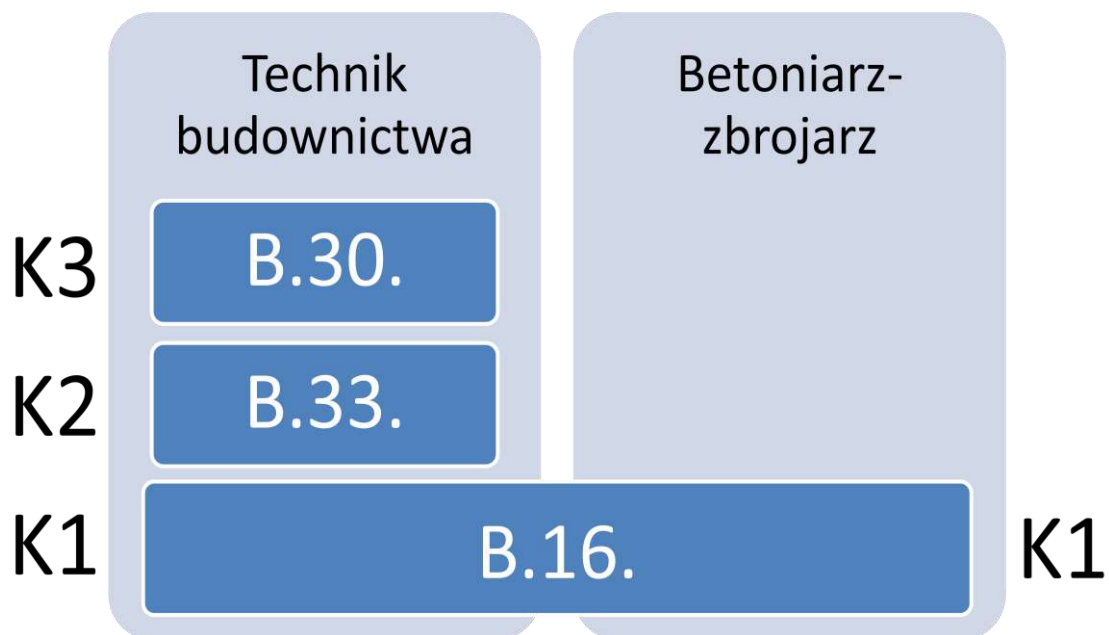 Technik
budownictwa
Betoniarz-
zbrojarz
K3
B.30.
K2
B.33.
K1
B.16.
K1